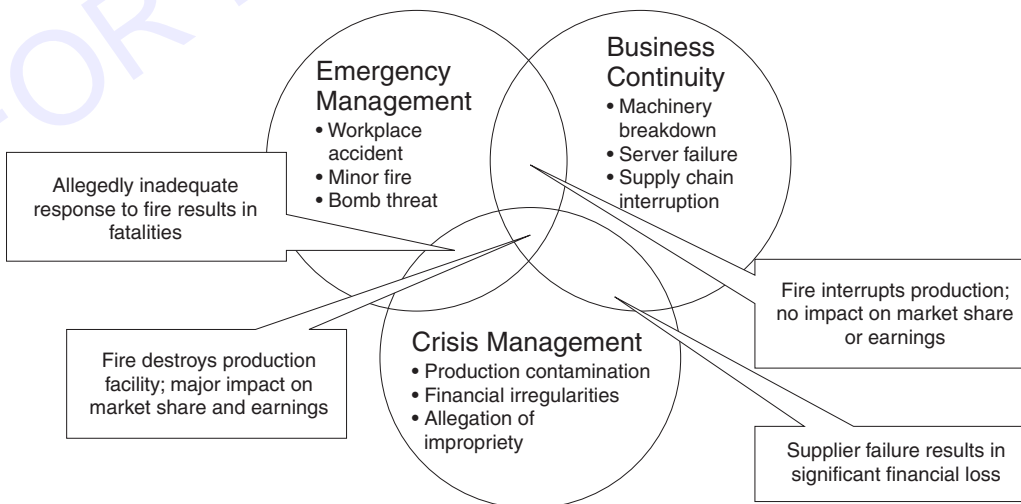 FOR
Emergency
Management
• Workplace
accident
• Minor fire
• Bomb threat
Business
Continuity
• Machinery
breakdown
• Server failure
• Supply chain
interruption
Allegedly inadequate
response to fire results in
fatalities
Fire interrupts production;
no impact on market share
or earnings
Fire destroys production
facility; major impact on
market share and earnings
Crisis Management
• Production contamination
• Financial irregularities
• Allegation of
impropriety
Supplier failure results in
significant financial loss